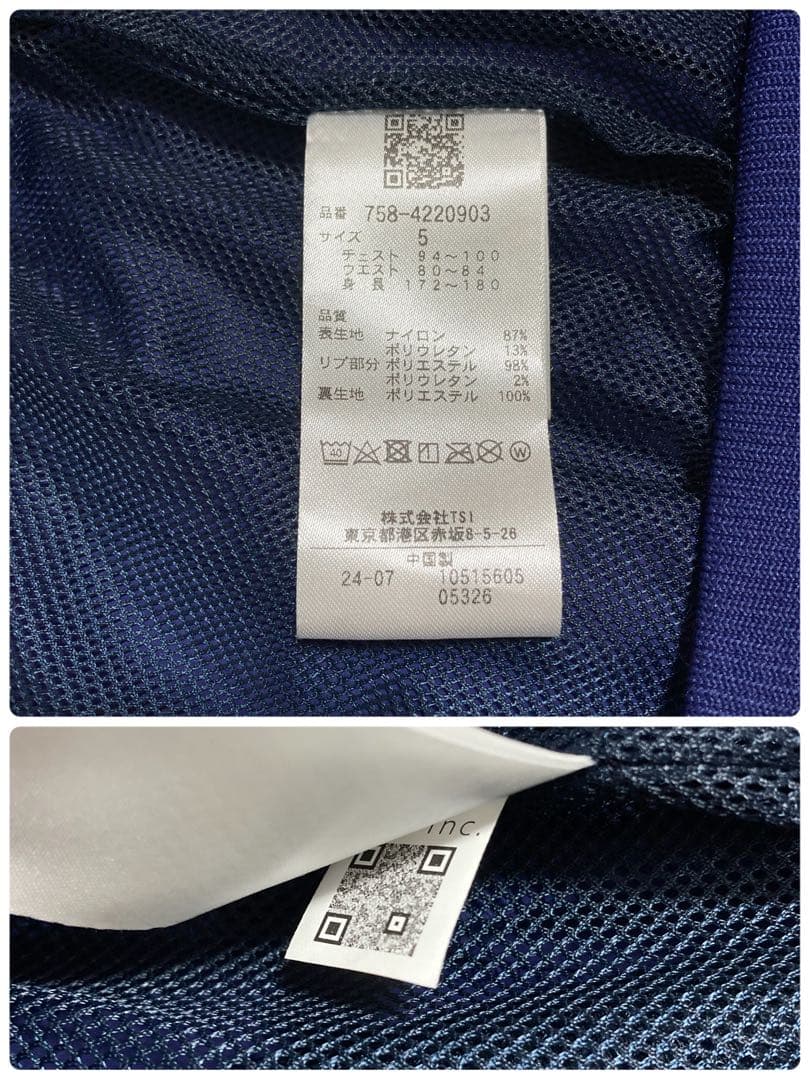 品番 758-4220903
サイズ 5
チェスト 94~100
ウエスト 80~84
身長 172~180
品質
表生地 ナイロン 87%
ポリウレタン 13%
リブ部分 ポリエステル 98%
ポリウレタン 2%
裏生地 ポリエステル 100%
40 W
株式会社TSI
東京都港区赤坂8-5-26
中国製
24-07 10515605
05326
inc.